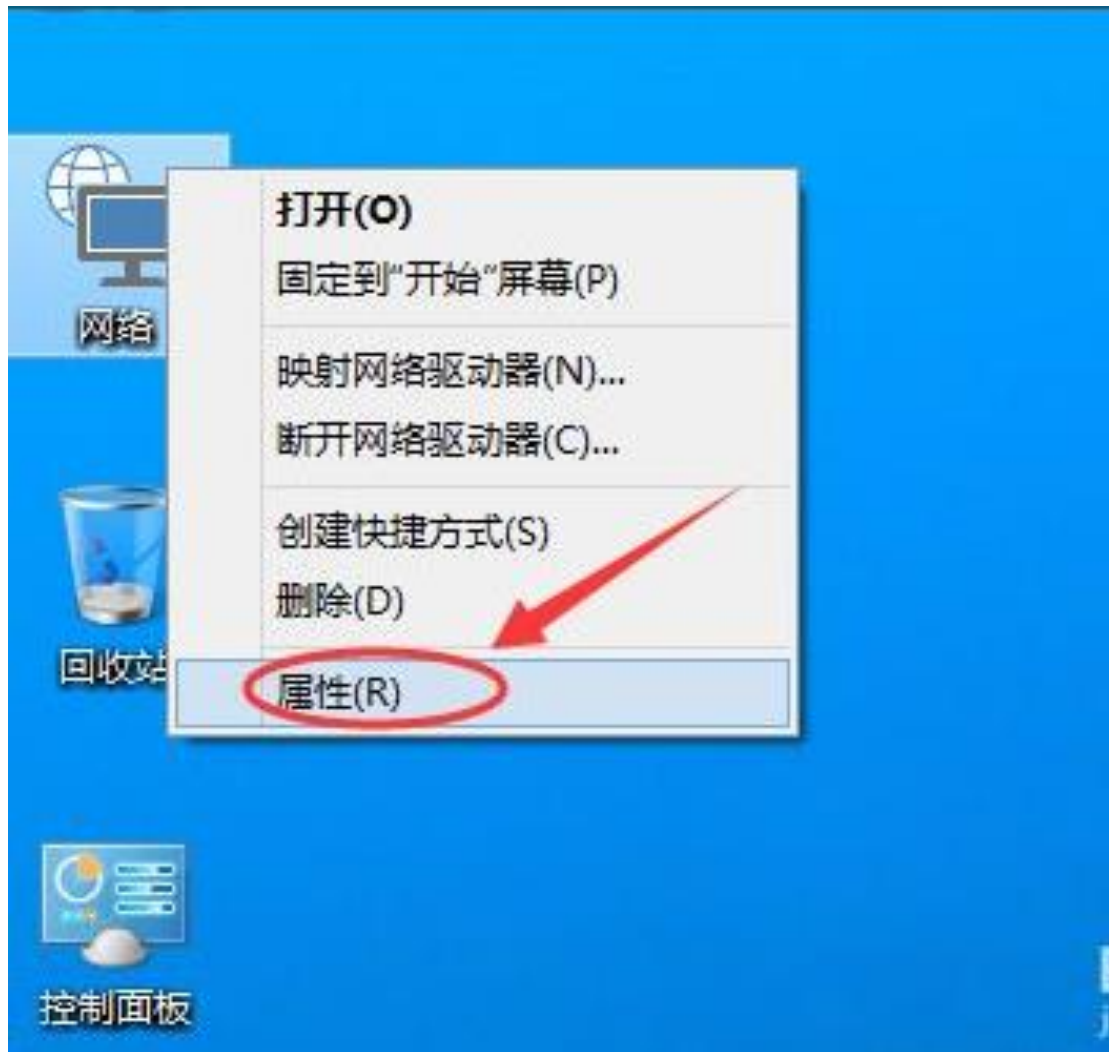 打开(O)
固定到“开始”屏幕(P)
网络
映射网络驱动器(N)...
断开网络驱动器(C)...
创建快捷方式(S)
删除(D)
回收站
属性(R)
控制面板